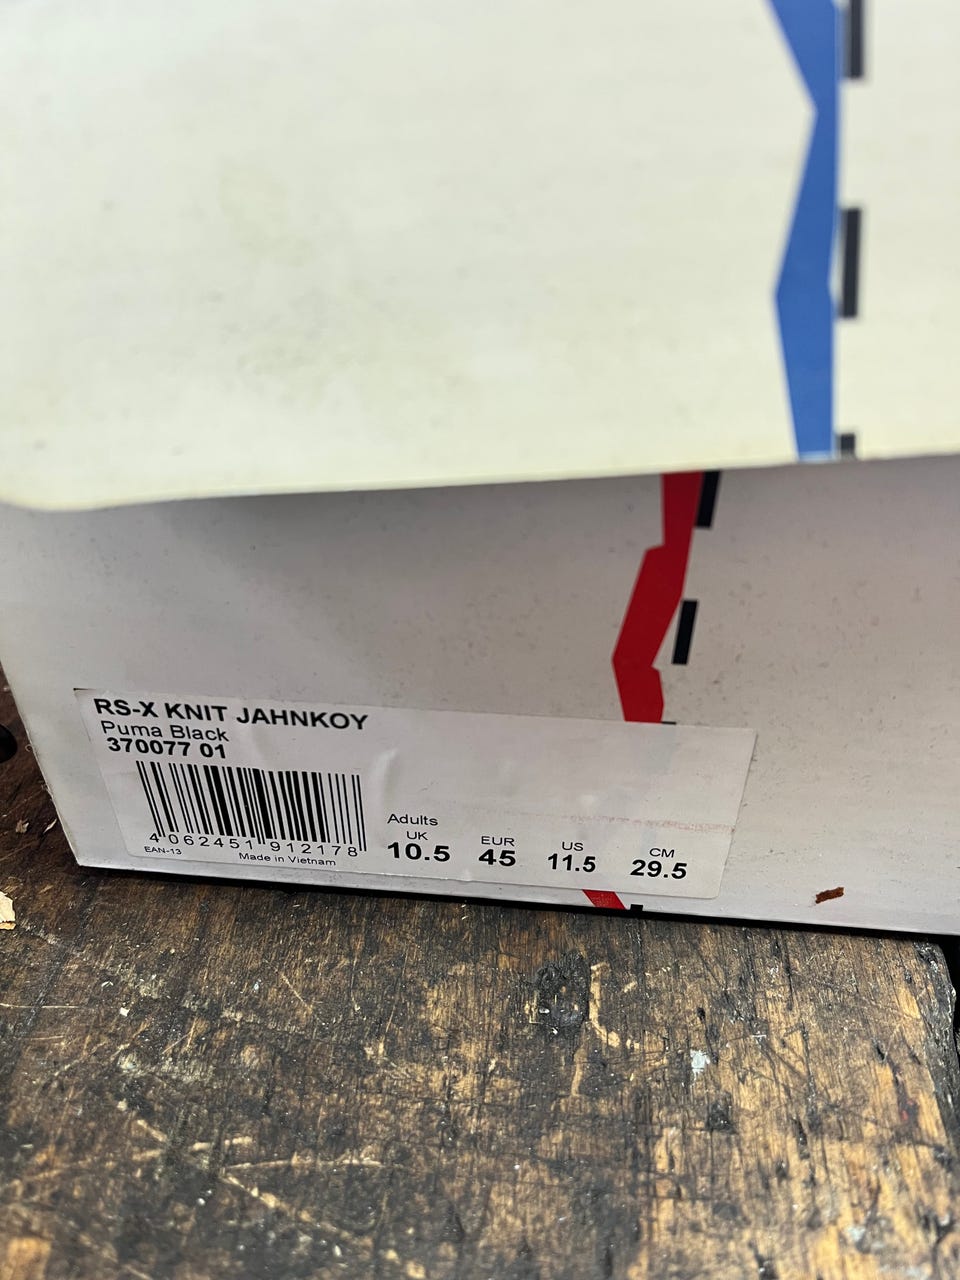 RS-X KNIT JAHNKOY
Puma Black
370077 01
4 062451 912178
EAN-13
Made in Vietnam
Adults
UK EUR US CM
10.5 45 11.5 29.5